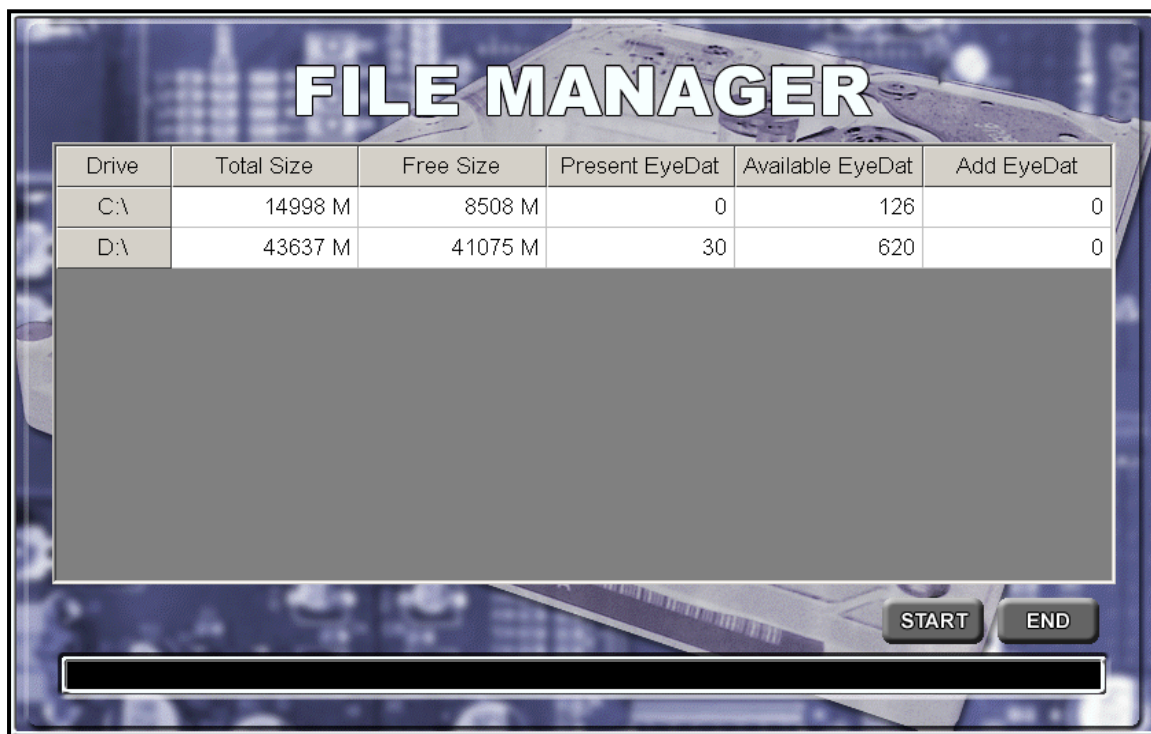 FILE MANAGER
Drive Total Size Free Size Present EyeDat Available EyeDat Add EyeDat
C:\ 14998 M 8508 M 0 126 0
D:\ 43637 M 41075 M 30 620 0
START END